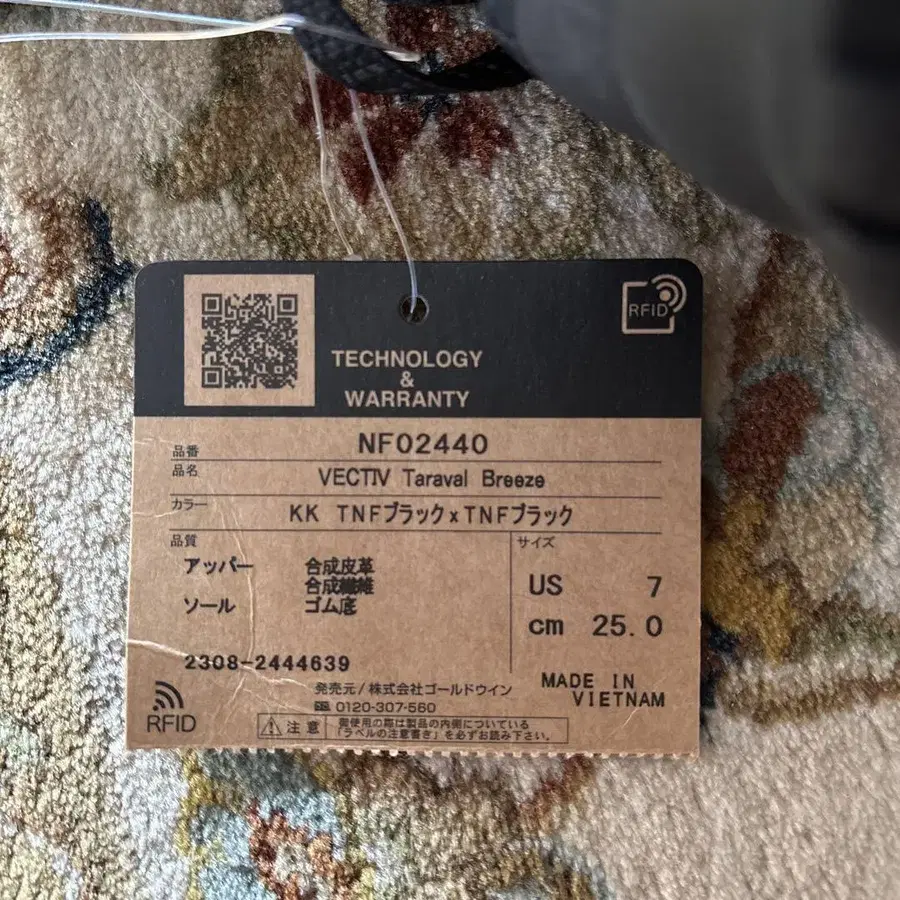 RFID
TECHNOLOGY
&
WARRANTY
品番 NF02440
品名 VECTIV Taraval Breeze
カラー KK TNFブラック×TNFブラック
品質
アッパー 合成皮革
合成繊維
ソール ゴム底
サイズ
US 7
cm 25.0
2308-2444639
MADE IN
VIETNAM
発売元/株式会社ゴールドウイン
0120-307-560
RFID
注意
御使用の際は製品の内側についている
「ラベルの注意書き」を必ずお読み下さい。